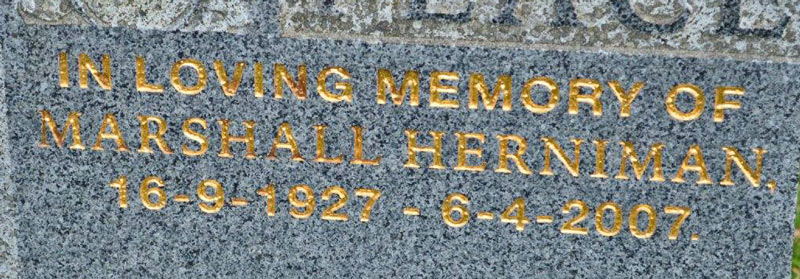 IN LOVING MEMORY OF
MARSHALL HERNIMAN,
16-9-1927 - 6-4-2007.